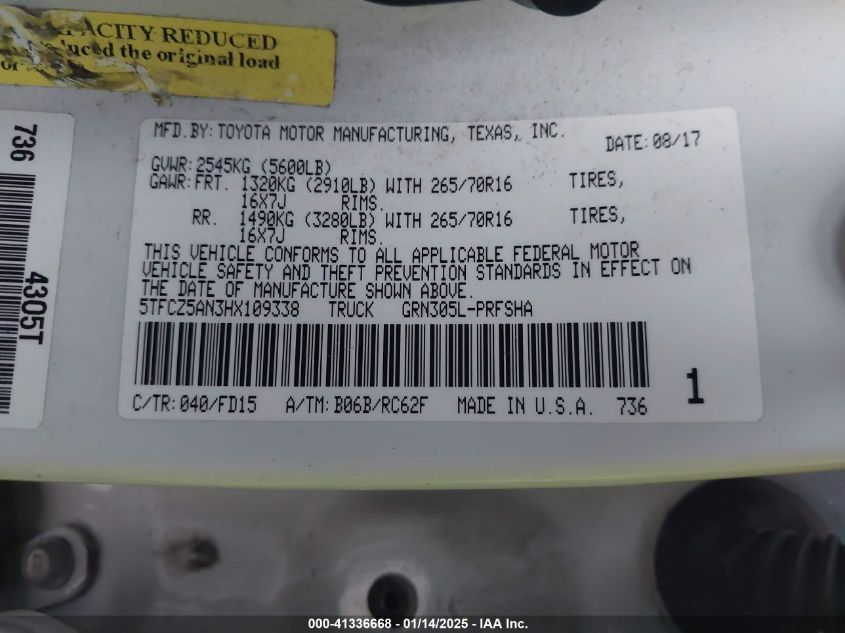 CAPACITY REDUCED
reduced the original load
736
4305T
MFD.BY:TOYOTA MOTOR MANUFACTURING, TEXAS, INC. DATE:08/17
GVWR:2545KG (5600LB)
GAWR:FRT. 1320KG (2910LB) WITH 265/70R16 TIRES,
16X7J RIMS.
RR. 1490KG (3280LB) WITH 265/70R16 TIRES,
16X7J RIMS.
THIS VEHICLE CONFORMS TO ALL APPLICABLE FEDERAL MOTOR
VEHICLE SAFETY AND THEFT PREVENTION STANDARDS IN EFFECT ON
THE DATE OF MANUFACTURE SHOWN ABOVE.
5TFCZ5AN3HX109338 TRUCK GRN305L-PRFSHA
C/TR:040/FD15 A/TM:B06B/RC62F MADE IN U.S.A. 736
1
000-41336668 - 01/14/2025 - IAA Inc.